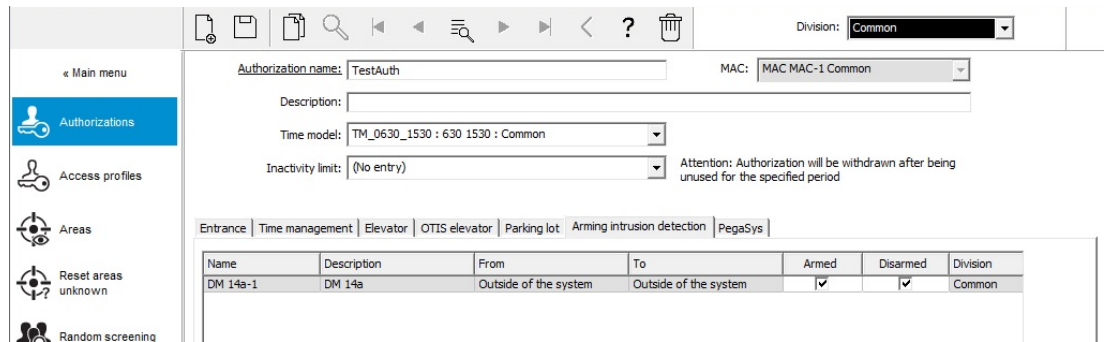 Division: Common
« Main menu
Authorization name: TestAuth MAC: MAC MAC-1 Common
Description:
Authorizations
Time model: TM_0630_1530 : 630 1530 : Common
Inactivity limit: (No entry) Attention: Authorization will be withdrawn after being
unused for the specified period
Access profiles
Areas
Entrance Time management Elevator OTIS elevator Parking lot Arming intrusion detection PegaSys
Name Description From To Armed Disarmed Division
Reset areas
unknown
DM 14a-1 DM 14a Outside of the system Outside of the system Common
Random screening